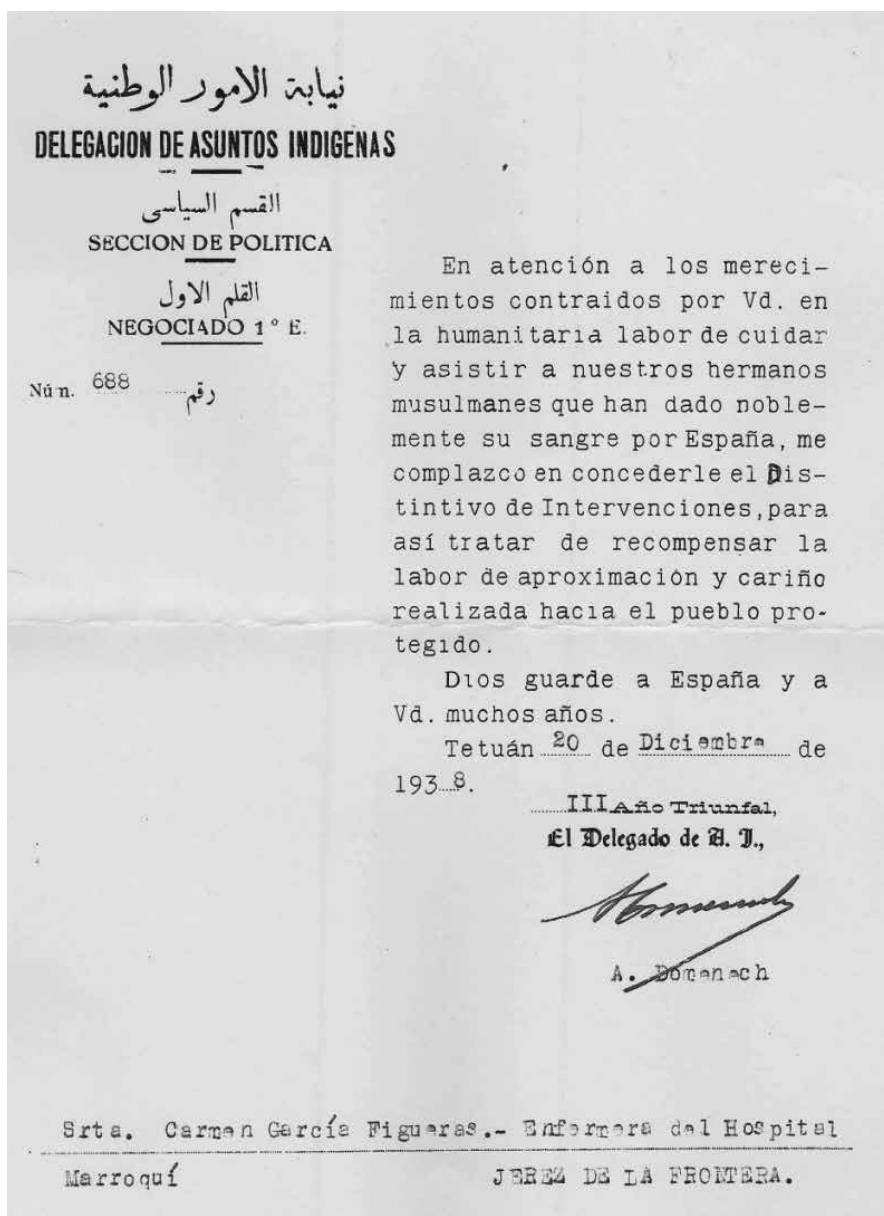 نيابة الامور الوطنية
DELEGACION DE ASUNTOS INDIGENAS
القسم السياسى
SECCION DE POLITICA
القلم الاول
NEGOCIADO 1º E.
Núm. 688 رقم
En atención a los mereci-
mientos contraidos por Vd. en
la humanitaria labor de cuidar
y asistir a nuestros hermanos
musulmanes que han dado noble-
mente su sangre por España, me
complazco en concederle el Dis-
tintivo de Intervenciones, para
así tratar de recompensar la
labor de aproximación y cariño
realizada hacia el pueblo pro-
tegido.
Dios guarde a España y a
Vd. muchos años.
Tetuán 20 de Diciembre de
1938.
III Año Triunfal,
El Delegado de A. I.,
A. Domenech
Srta. Carmen García Figueras.- Enfermera del Hospital
Marroquí JEREZ DE LA FRONTERA.